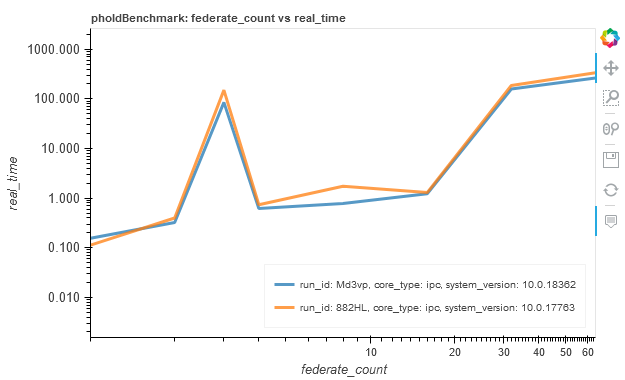 pholdBenchmark: federate_count vs real_time
1000.000
100.000
10.000
1.000
0.100
0.010
real_time
run_id: Md3vp, core_type: ipc, system_version: 10.0.18362
run_id: 882HL, core_type: ipc, system_version: 10.0.17763
10 20 30 40 50 60
federate_count